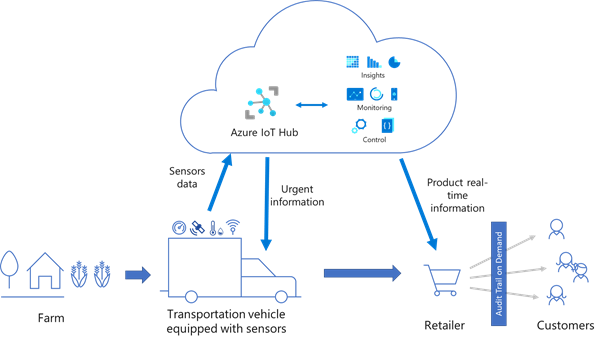 Insights
Azure IoT Hub
Monitoring
Control
Sensors
data
Urgent
information
Product real-
time
information
Audit Trail on Demand
Farm
Transportation vehicle
equipped with sensors
Retailer
Customers